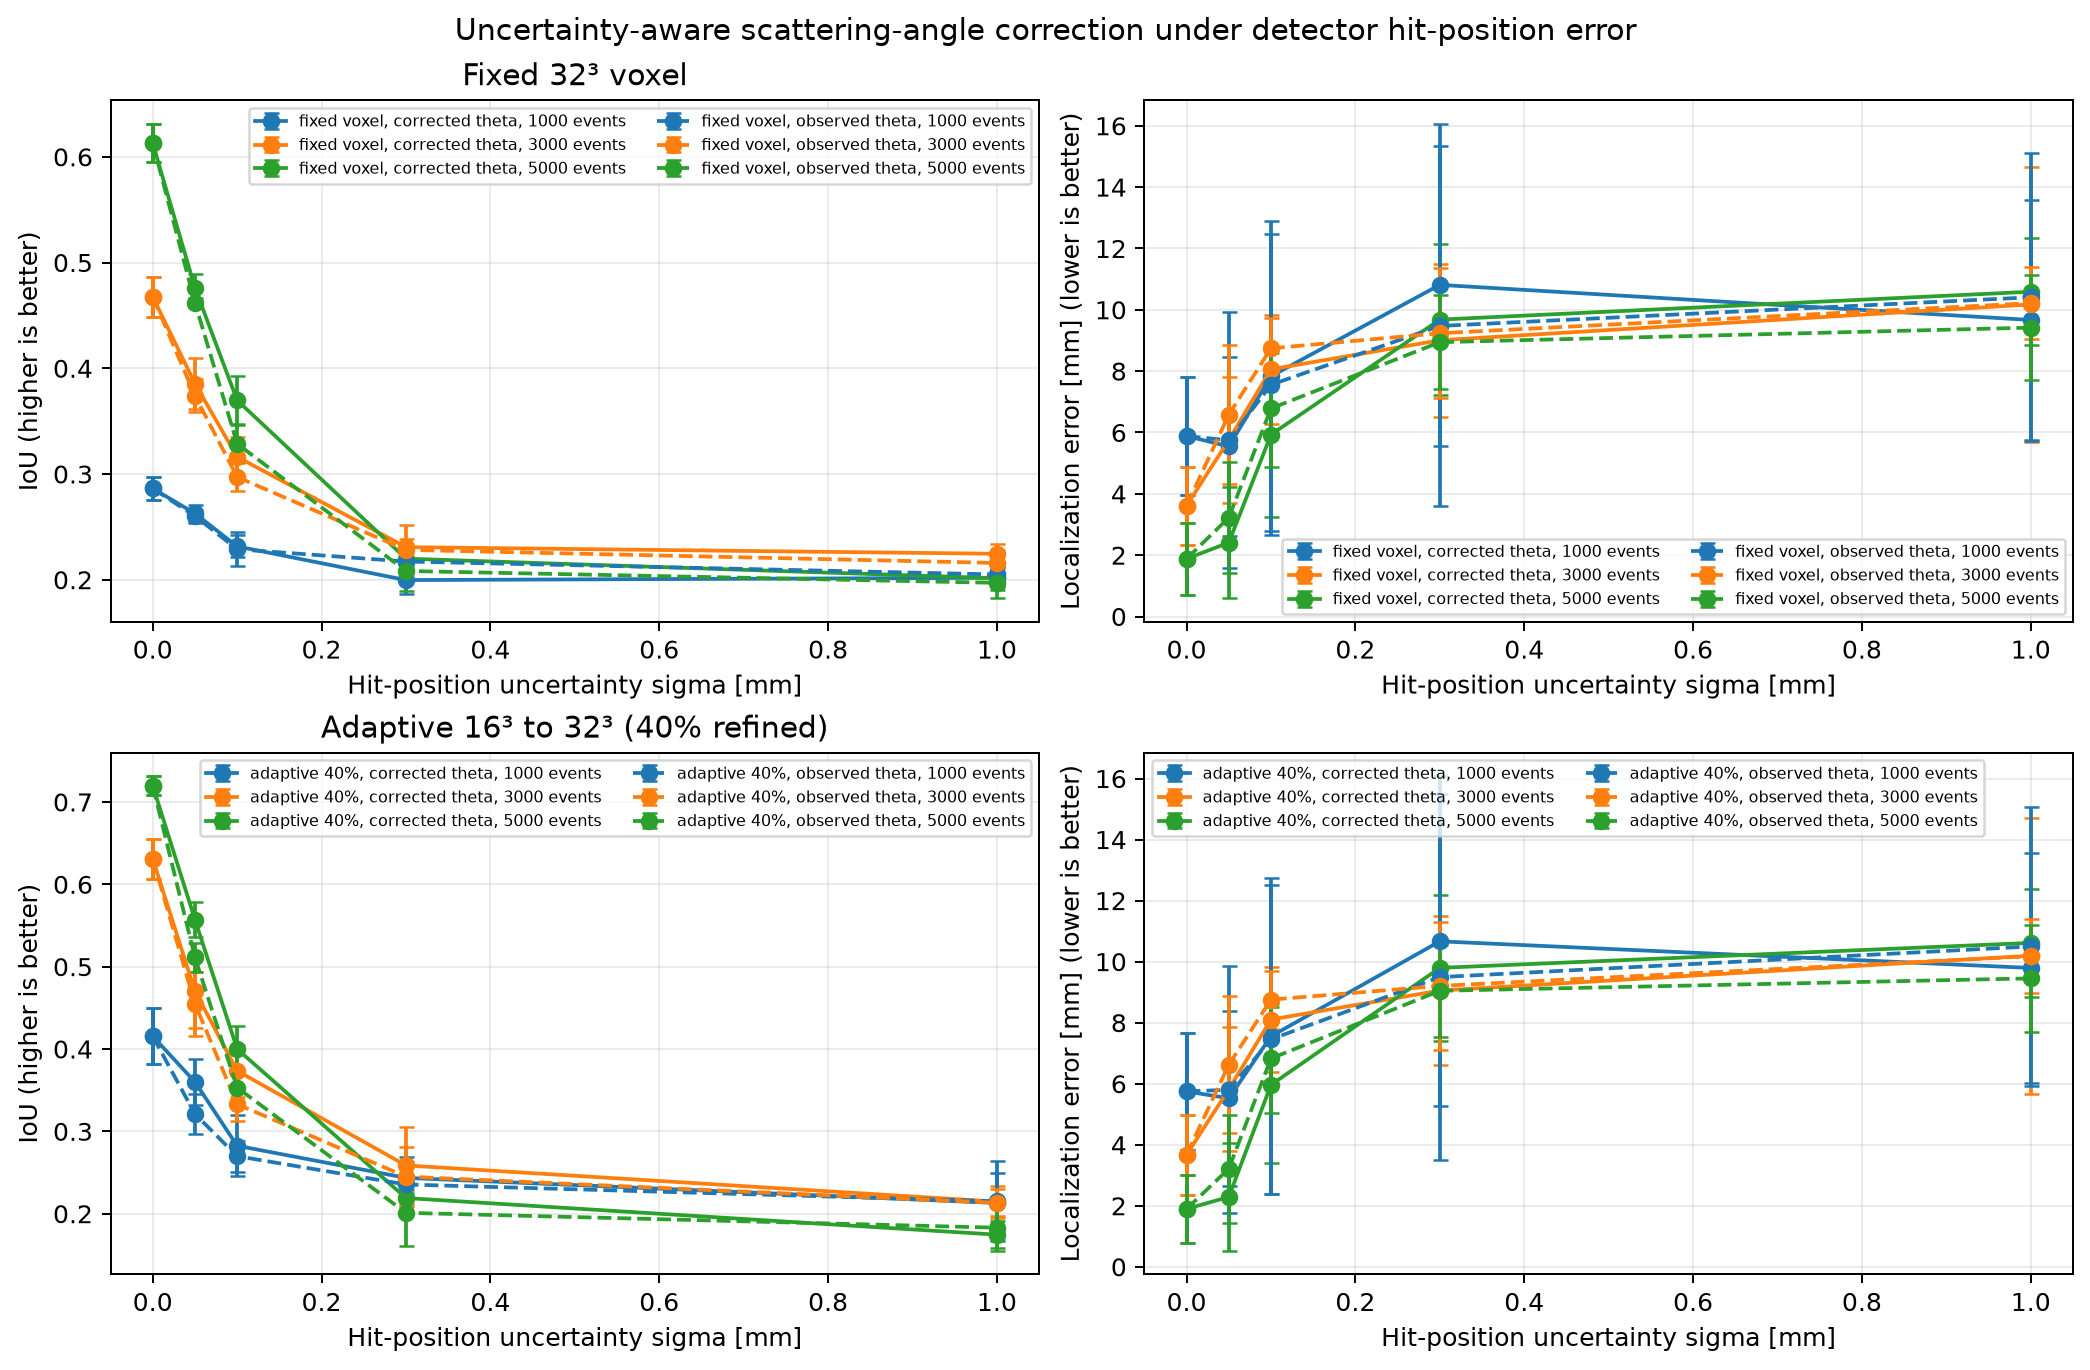 Uncertainty-aware scattering-angle correction under detector hit-position error
Fixed 32³ voxel
IoU (higher is better)
0.6
0.5
0.4
0.3
0.2
fixed voxel, corrected theta, 1000 events
fixed voxel, corrected theta, 3000 events
fixed voxel, corrected theta, 5000 events
fixed voxel, observed theta, 1000 events
fixed voxel, observed theta, 3000 events
fixed voxel, observed theta, 5000 events
0.0 0.2 0.4 0.6 0.8 1.0
Hit-position uncertainty sigma [mm]
Localization error [mm] (lower is better)
16
14
12
10
8
6
4
2
0
fixed voxel, corrected theta, 1000 events
fixed voxel, corrected theta, 3000 events
fixed voxel, corrected theta, 5000 events
fixed voxel, observed theta, 1000 events
fixed voxel, observed theta, 3000 events
fixed voxel, observed theta, 5000 events
0.0 0.2 0.4 0.6 0.8 1.0
Hit-position uncertainty sigma [mm]
Adaptive 16³ to 32³ (40% refined)
IoU (higher is better)
0.7
0.6
0.5
0.4
0.3
0.2
adaptive 40%, corrected theta, 1000 events
adaptive 40%, corrected theta, 3000 events
adaptive 40%, corrected theta, 5000 events
adaptive 40%, observed theta, 1000 events
adaptive 40%, observed theta, 3000 events
adaptive 40%, observed theta, 5000 events
0.0 0.2 0.4 0.6 0.8 1.0
Hit-position uncertainty sigma [mm]
Localization error [mm] (lower is better)
16
14
12
10
8
6
4
2
0
adaptive 40%, corrected theta, 1000 events
adaptive 40%, corrected theta, 3000 events
adaptive 40%, corrected theta, 5000 events
adaptive 40%, observed theta, 1000 events
adaptive 40%, observed theta, 3000 events
adaptive 40%, observed theta, 5000 events
0.0 0.2 0.4 0.6 0.8 1.0
Hit-position uncertainty sigma [mm]